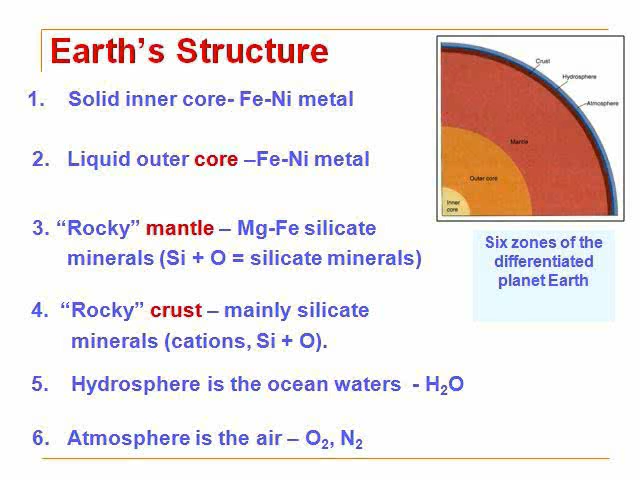 Earth's Structure
1. Solid inner core- Fe-Ni metal
2. Liquid outer core –Fe-Ni metal
3. “Rocky” mantle – Mg-Fe silicate
minerals (Si + O = silicate minerals)
4. “Rocky” crust – mainly silicate
minerals (cations, Si + O).
5. Hydrosphere is the ocean waters - H₂O
6. Atmosphere is the air – O₂, N₂
Crust
Hydrosphere
Atmosphere
Mantle
Outer core
Inner
core
Six zones of the
differentiated
planet Earth